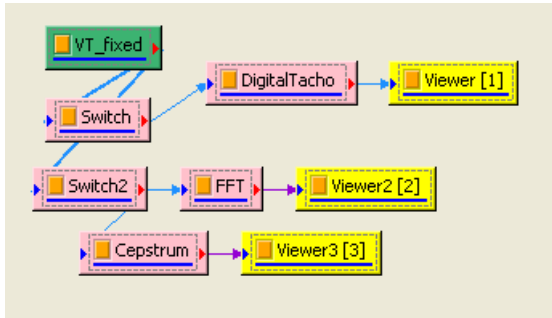 VT_fixed
DigitalTacho
Viewer [1]
Switch
Switch2
FFT
Viewer2 [2]
Cepstrum
Viewer3 [3]